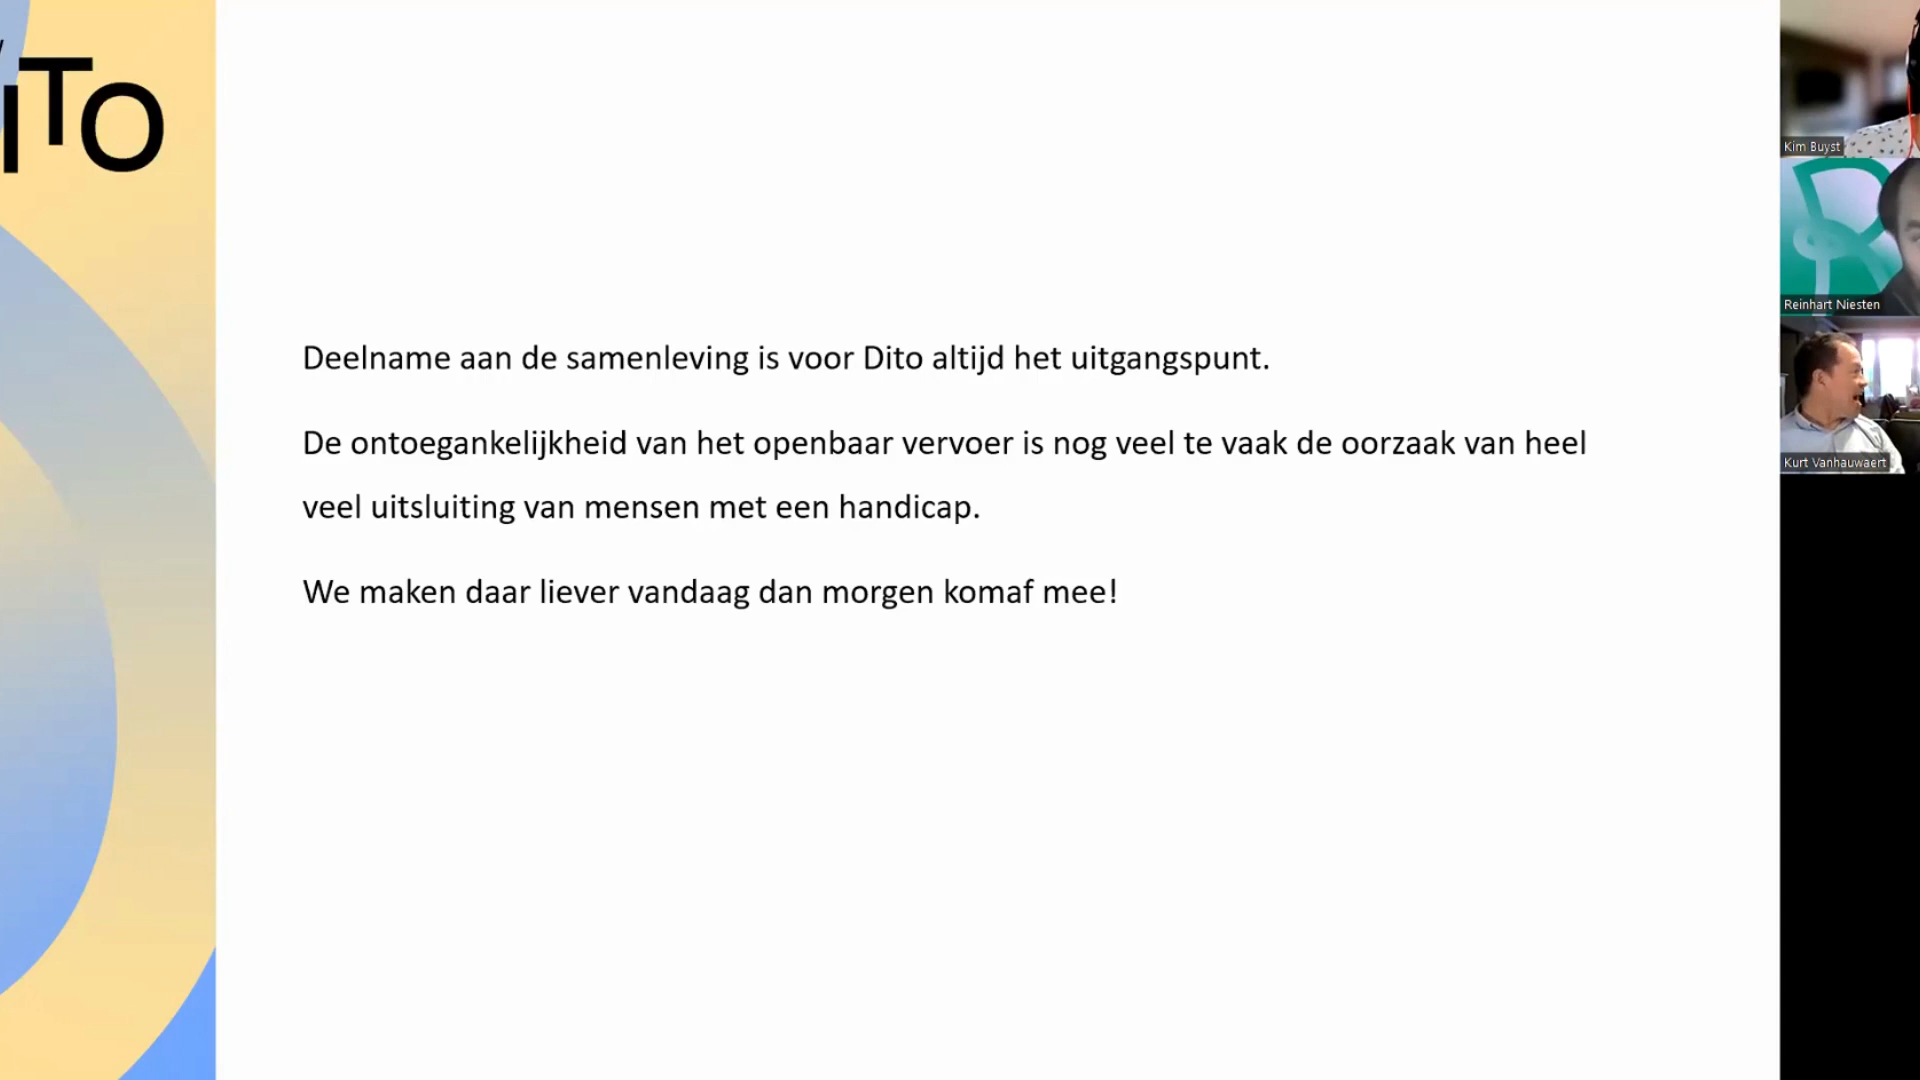 iTo
Kim Buyst
Reinhart Niesten
Deelname aan de samenleving is voor Dito altijd het uitgangspunt.
De ontoegankelijkheid van het openbaar vervoer is nog veel te vaak de oorzaak van heel
veel uitsluiting van mensen met een handicap.
We maken daar liever vandaag dan morgen komaf mee!
Kurt Vanhauwaert